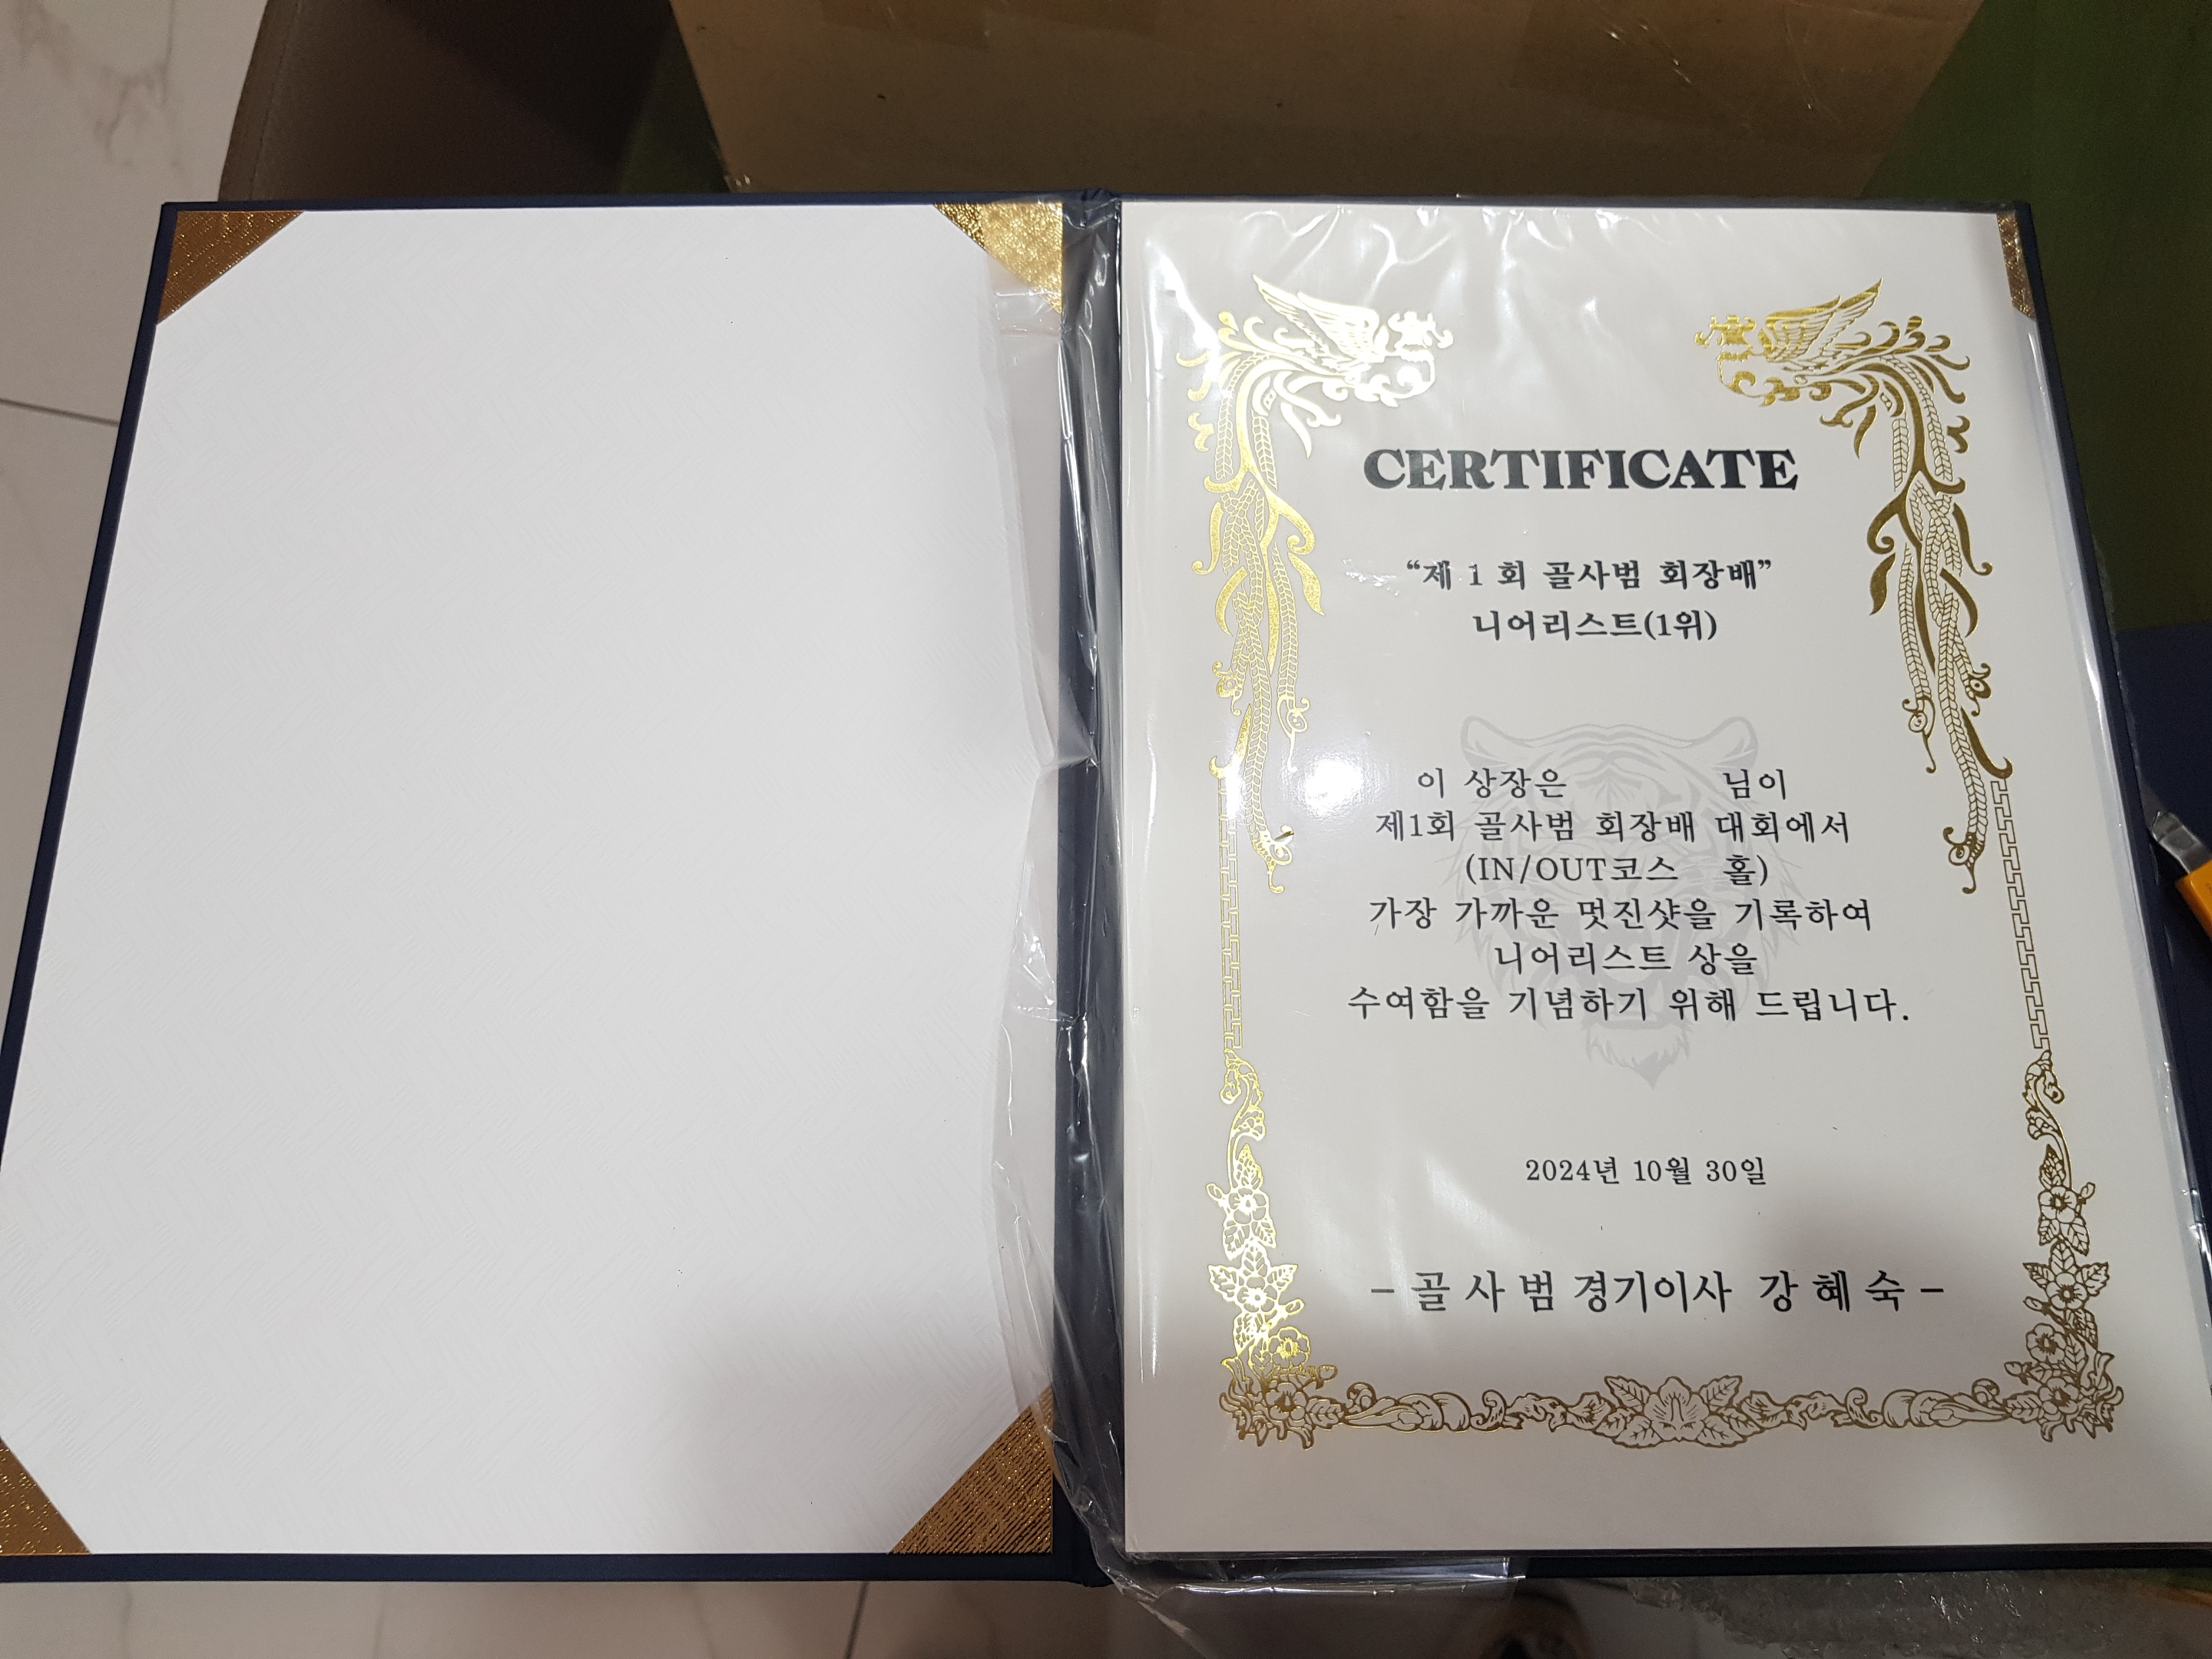 CERTIFICATE
“제 1 회 골사범 회장배”
니어리스트(1위)
이 상장은 님이
제1회 골사범 회장배 대회에서
(IN/OUT코스 홀)
가장 가까운 멋진샷을 기록하여
니어리스트 상을
수여함을 기념하기 위해 드립니다.
2024년 10월 30일
– 골 사 범 경기이사 강 혜 숙 –